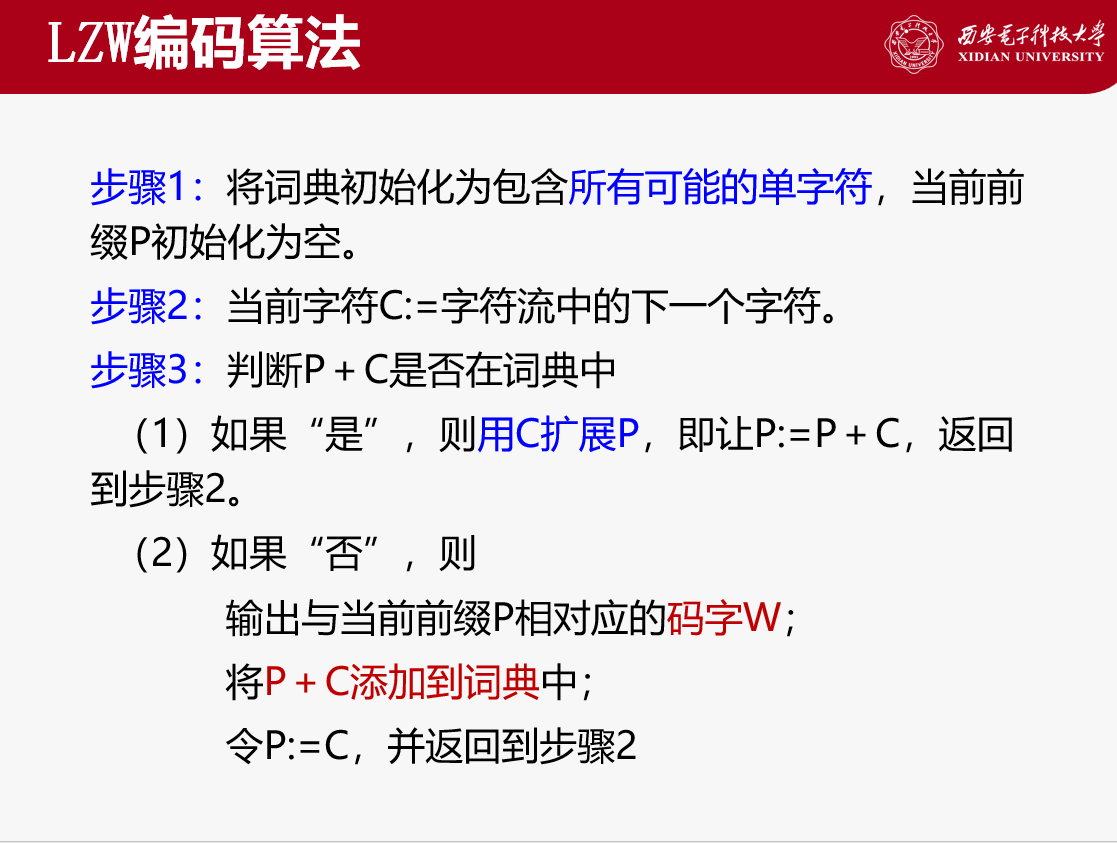 LZW编码算法
西安电子科技大学
XIDIAN UNIVERSITY
步骤1：将词典初始化为包含所有可能的单字符，当前前
缀P初始化为空。
步骤2：当前字符C:=字符流中的下一个字符。
步骤3：判断P＋C是否在词典中
（1）如果“是”，则用C扩展P，即让P:=P＋C，返回
到步骤2。
（2）如果“否”，则
输出与当前前缀P相对应的码字W；
将P＋C添加到词典中；
令P:=C，并返回到步骤2